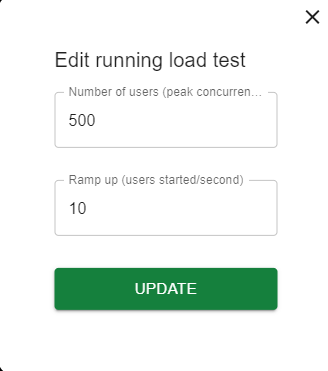 Edit running load test
Number of users (peak concurren...
500
Ramp up (users started/second)
10
UPDATE